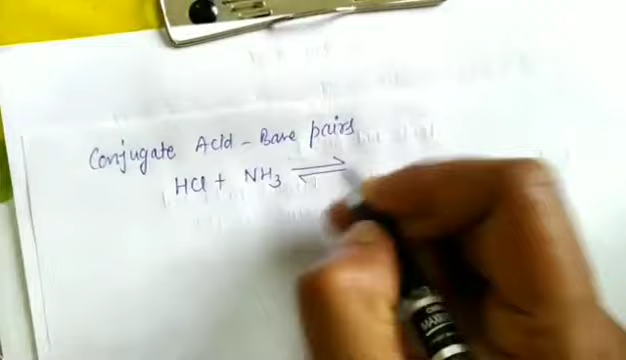 Conjugate Acid - Base pairs
HCl + NH3 ⇌